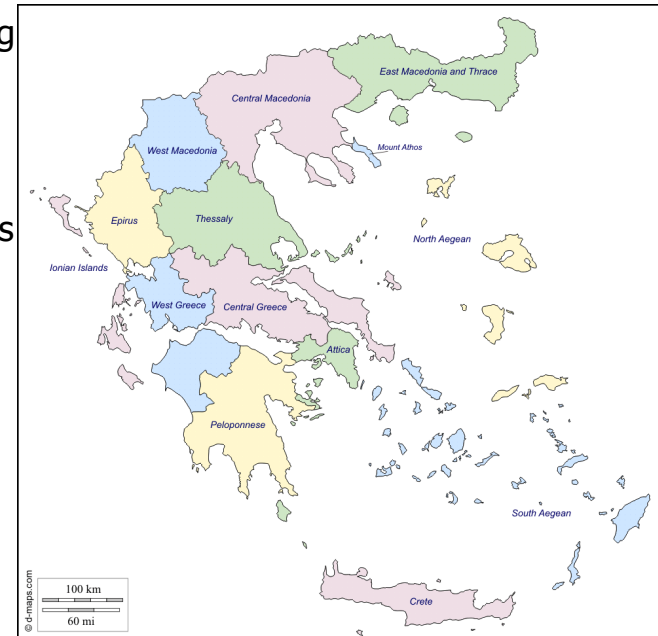 g
East Macedonia and Thrace
Central Macedonia
Mount Athos
West Macedonia
Epirus
Thessaly
s
North Aegean
Ionian Islands
West Greece
Central Greece
Attica
Peloponnese
South Aegean
100 km
60 mi
Crete
© d-maps.com